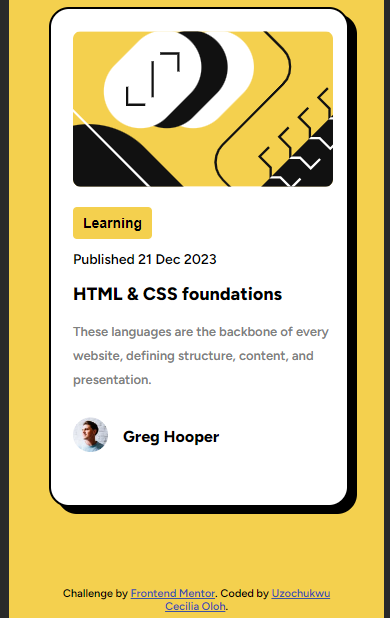 Learning
Published 21 Dec 2023
HTML & CSS foundations
These languages are the backbone of every
website, defining structure, content, and
presentation.
Greg Hooper
Challenge by Frontend Mentor. Coded by Uzochukwu
Cecilia Oloh.